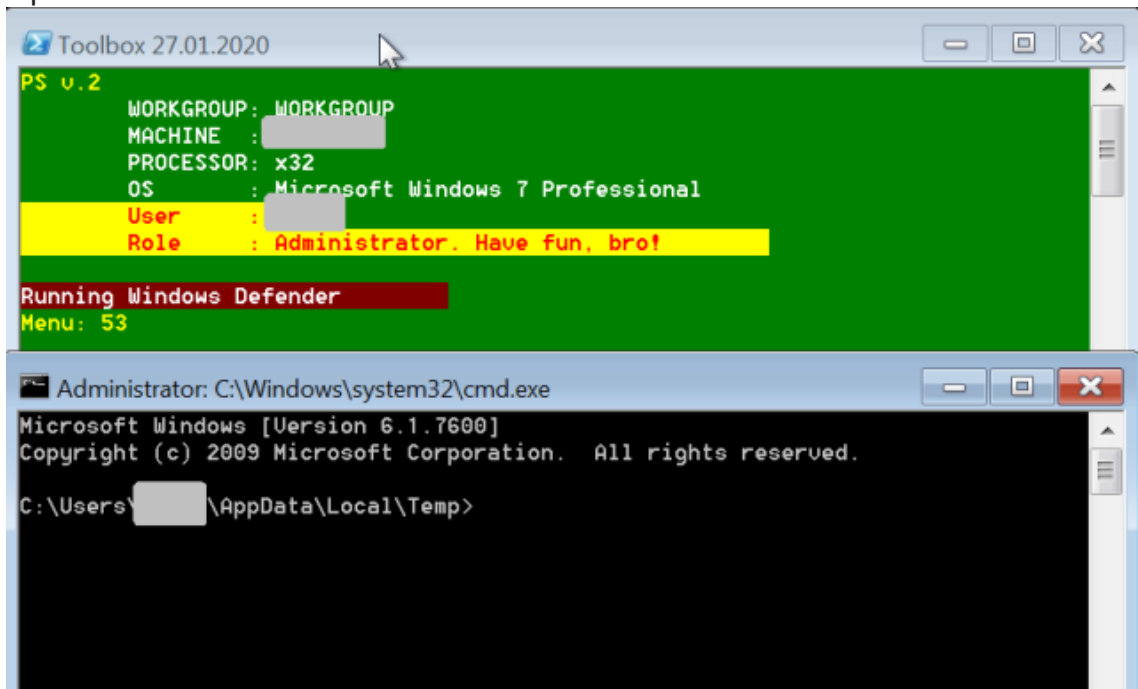 Toolbox 27.01.2020
PS v.2
WORKGROUP: WORKGROUP
MACHINE :
PROCESSOR: x32
OS : Microsoft Windows 7 Professional
User :
Role : Administrator. Have fun, bro!
Running Windows Defender
Menu: 53
Administrator: C:\Windows\system32\cmd.exe
Microsoft Windows [Version 6.1.7600]
Copyright (c) 2009 Microsoft Corporation. All rights reserved.
C:\Users\ \AppData\Local\Temp>